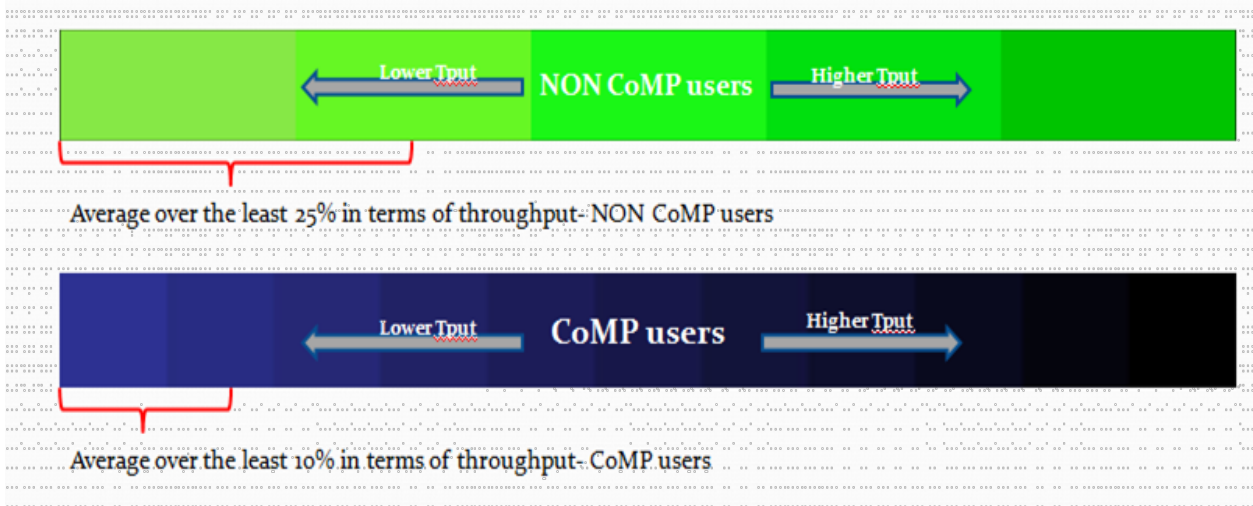 Lower Tput NON CoMP users Higher Tput
Average over the least 25% in terms of throughput- NON CoMP users
Lower Tput CoMP users Higher Tput
Average over the least 10% in terms of throughput- CoMP users